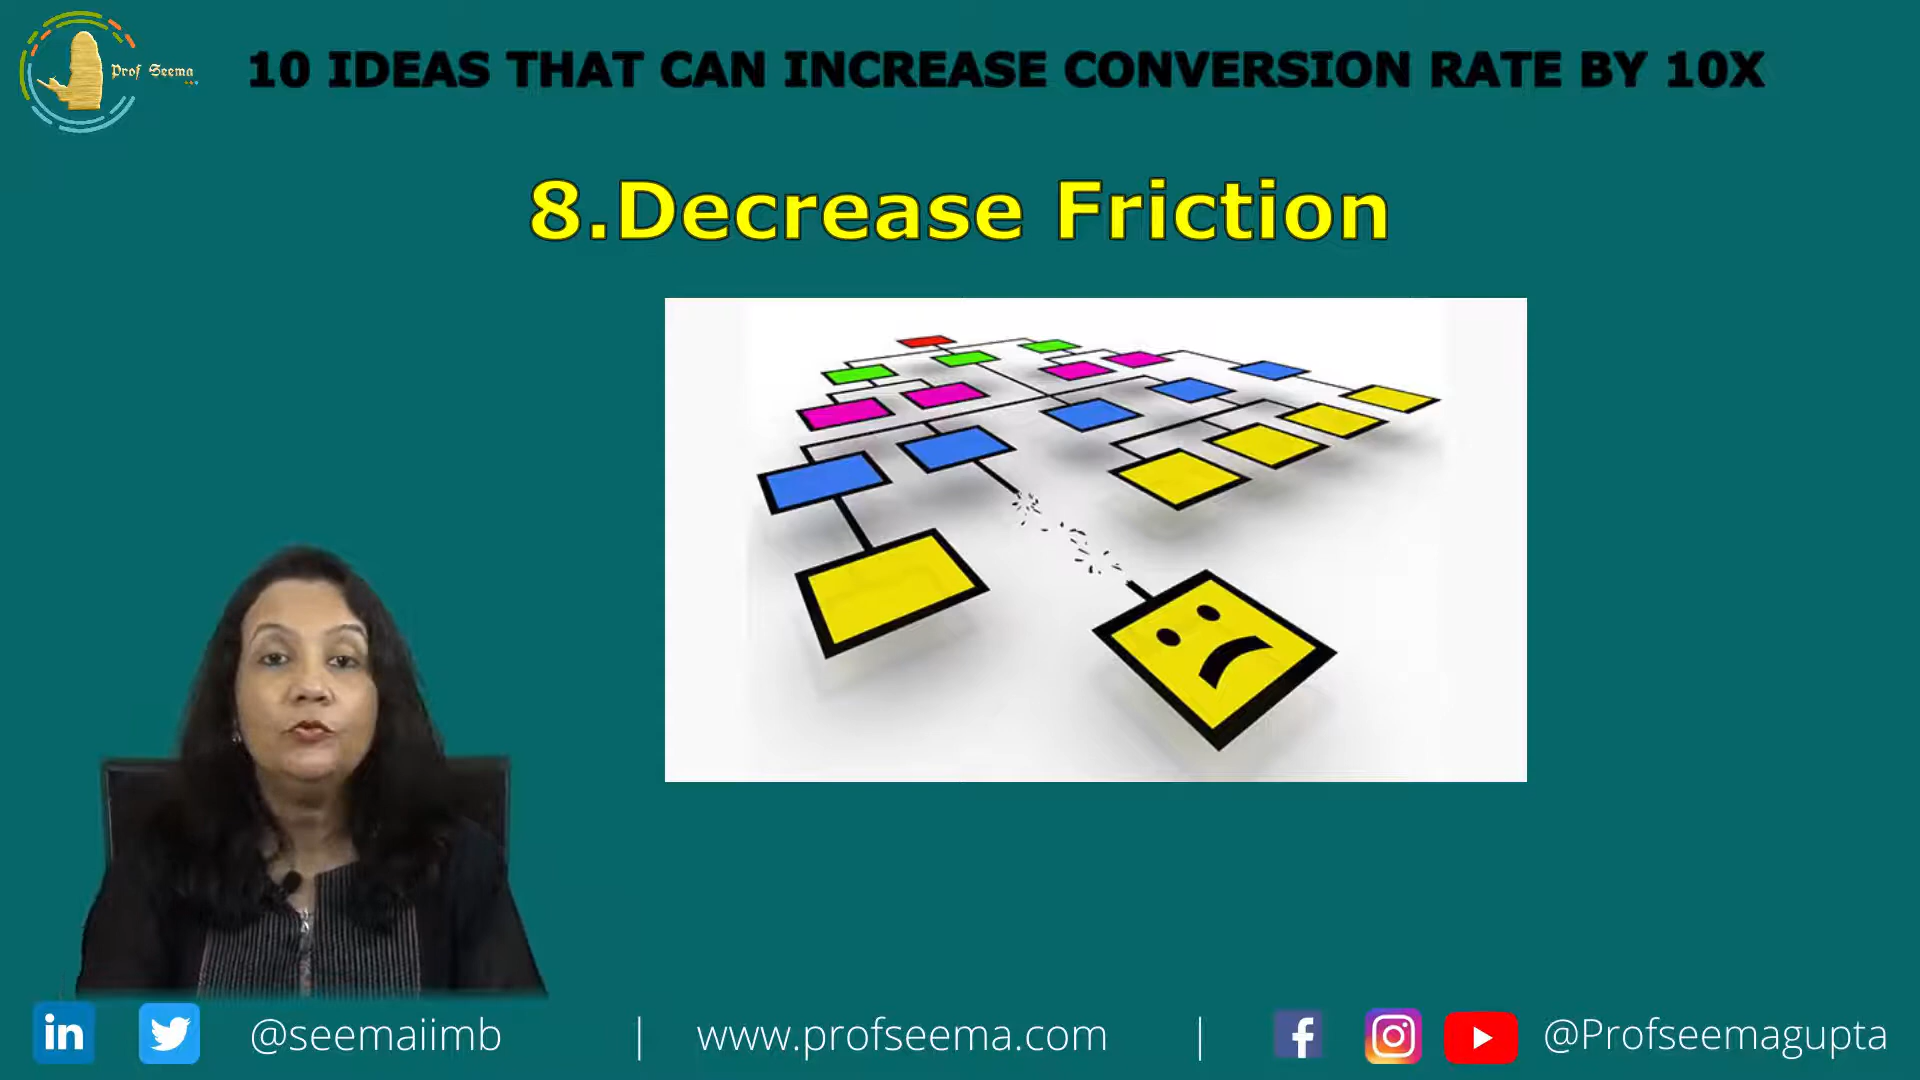 Prof Seema
10 IDEAS THAT CAN INCREASE CONVERSION RATE BY 10X
8.Decrease Friction
in
@seemaiimb | www.profseema.com | @Profseemagupta